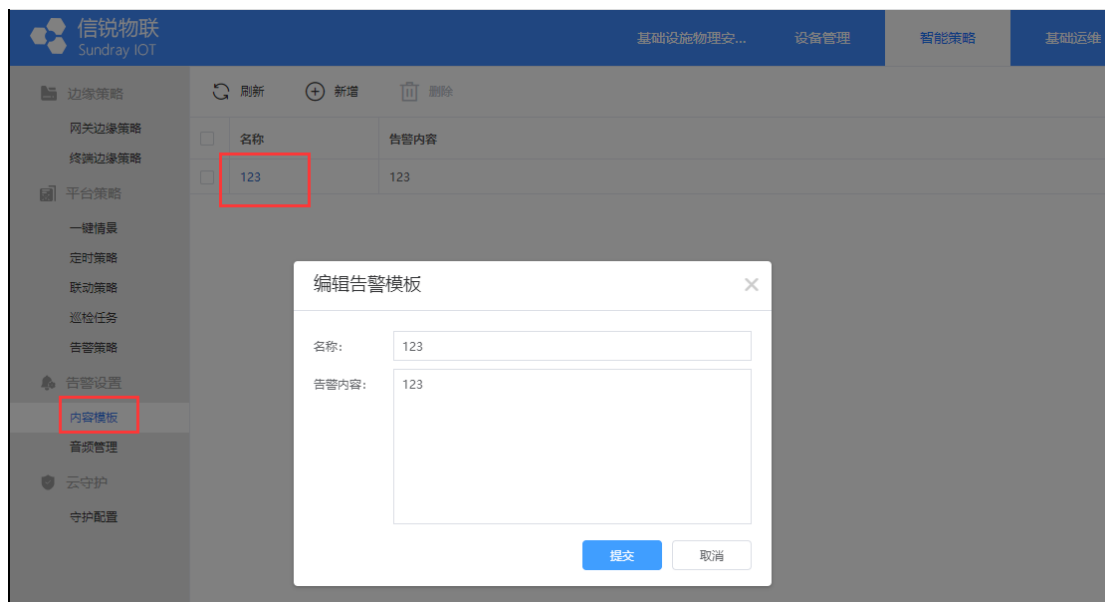 信锐物联
Sundray IOT
基础设施物理安... 设备管理 智能策略 基础运维
边缘策略
网关边缘策略
终端边缘策略
平台策略
一键情景
定时策略
联动策略
巡检任务
告警策略
告警设置
内容模板
音频管理
云守护
守护配置
刷新 新增 删除
名称 告警内容
123 123
编辑告警模板
名称: 123
告警内容: 123
提交 取消